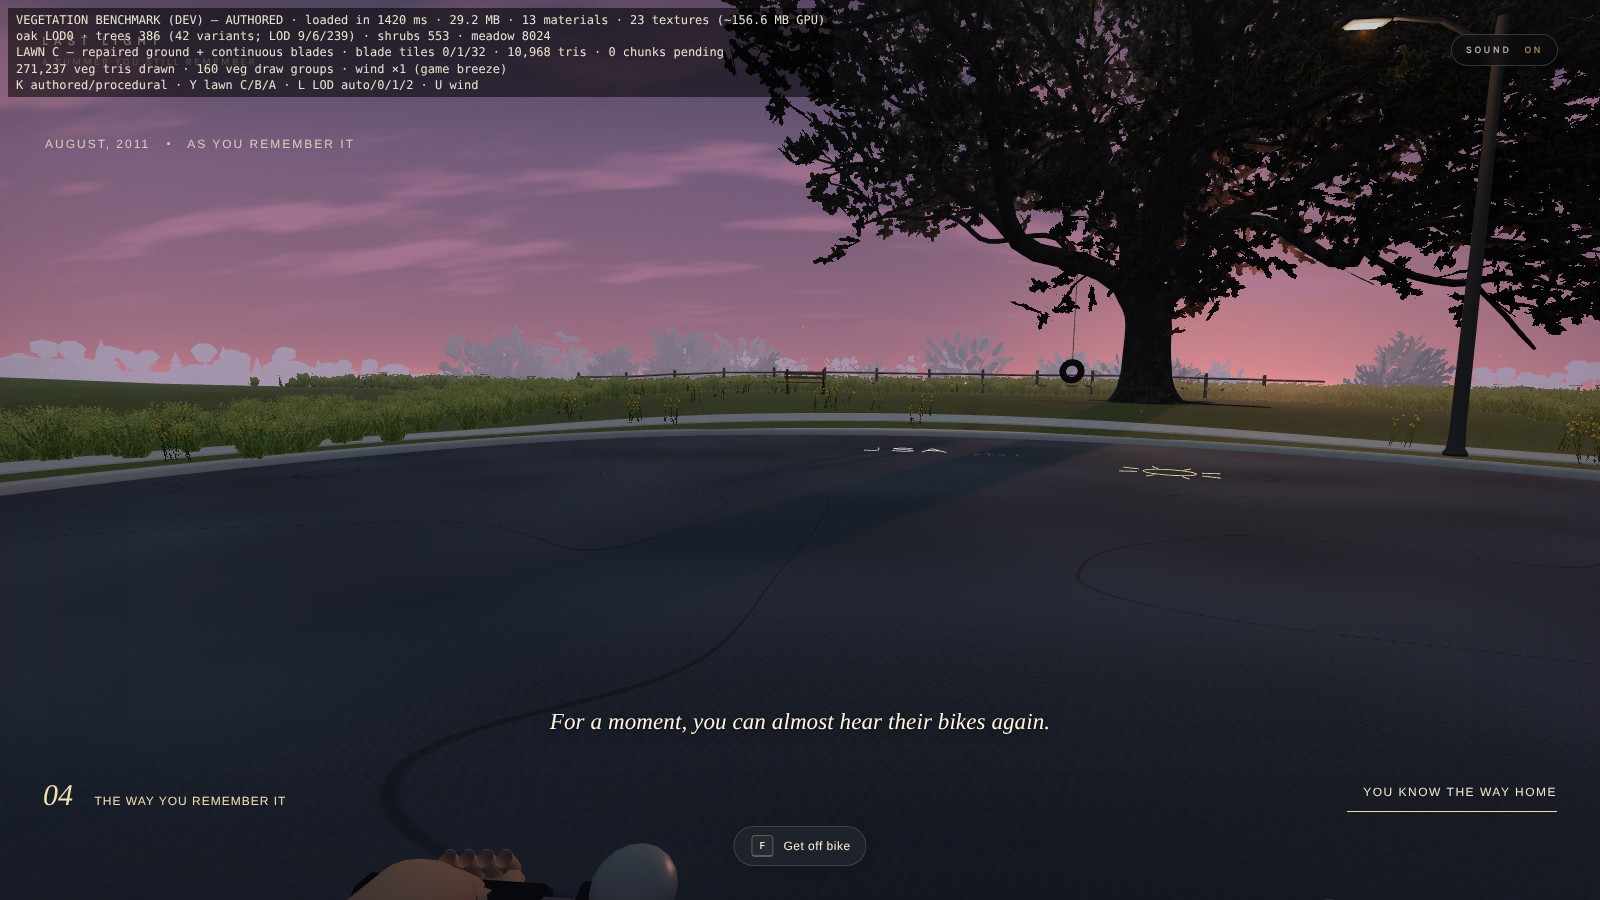 VEGETATION BENCHMARK (DEV) — AUTHORED · loaded in 1420 ms · 29.2 MB · 13 materials · 23 textures (~156.6 MB GPU)
oak LOD0 · trees 386 (42 variants; LOD 9/6/239) · shrubs 553 · meadow 8024
LAST LIGHT
LAWN C — repaired ground + continuous blades · blade tiles 0/1/32 · 10,968 tris · 0 chunks pending
271,237 veg tris drawn · 160 veg draw groups · wind ×1 (game breeze)
K authored/procedural · Y lawn C/B/A · L LOD auto/0/1/2 · U wind
SOUND ON
AUGUST, 2011 • AS YOU REMEMBER IT
For a moment, you can almost hear their bikes again.
04 THE WAY YOU REMEMBER IT
YOU KNOW THE WAY HOME
F Get off bike